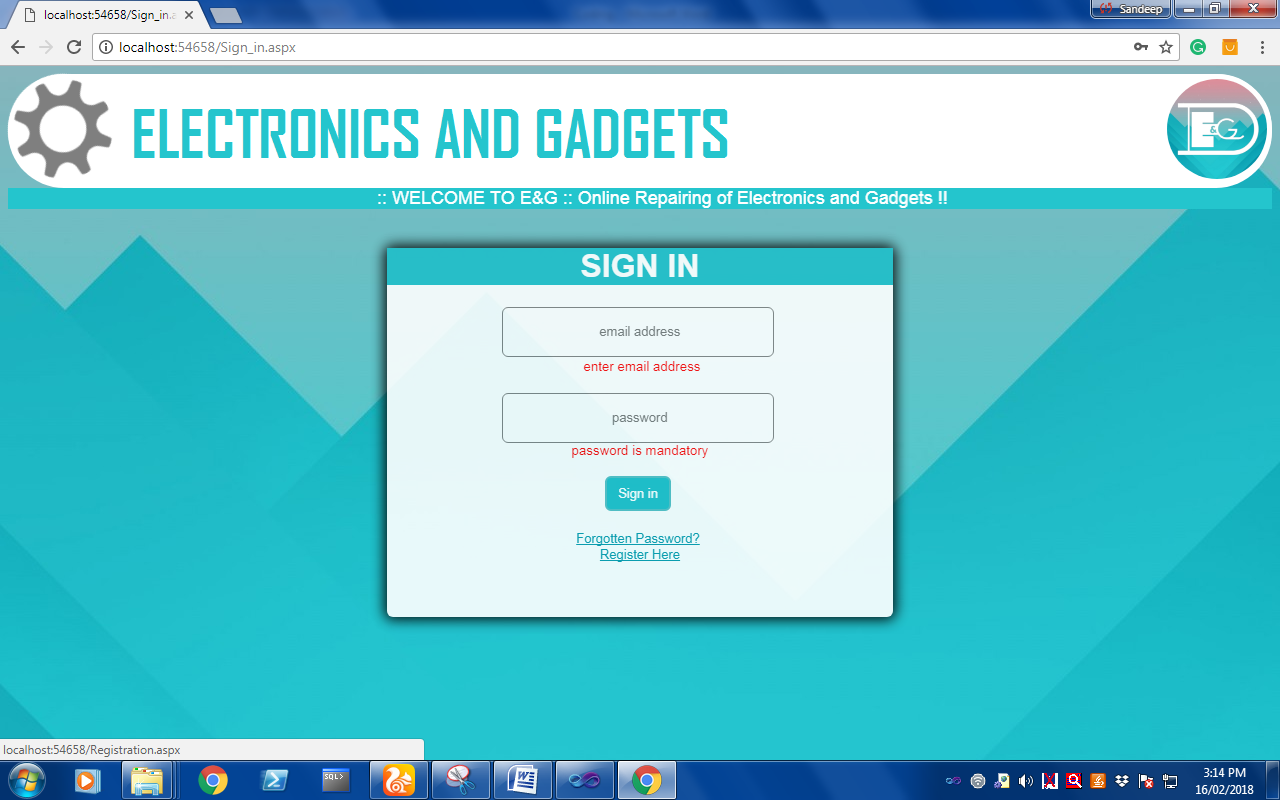 localhost:54658/Sign_in.a
Sandeep
localhost:54658/Sign_in.aspx
ELECTRONICS AND GADGETS
E&G
:: WELCOME TO E&G :: Online Repairing of Electronics and Gadgets !!
SIGN IN
email address
enter email address
password
password is mandatory
Sign in
Forgotten Password?
Register Here
localhost:54658/Registration.aspx
SQL>
3:14 PM
16/02/2018